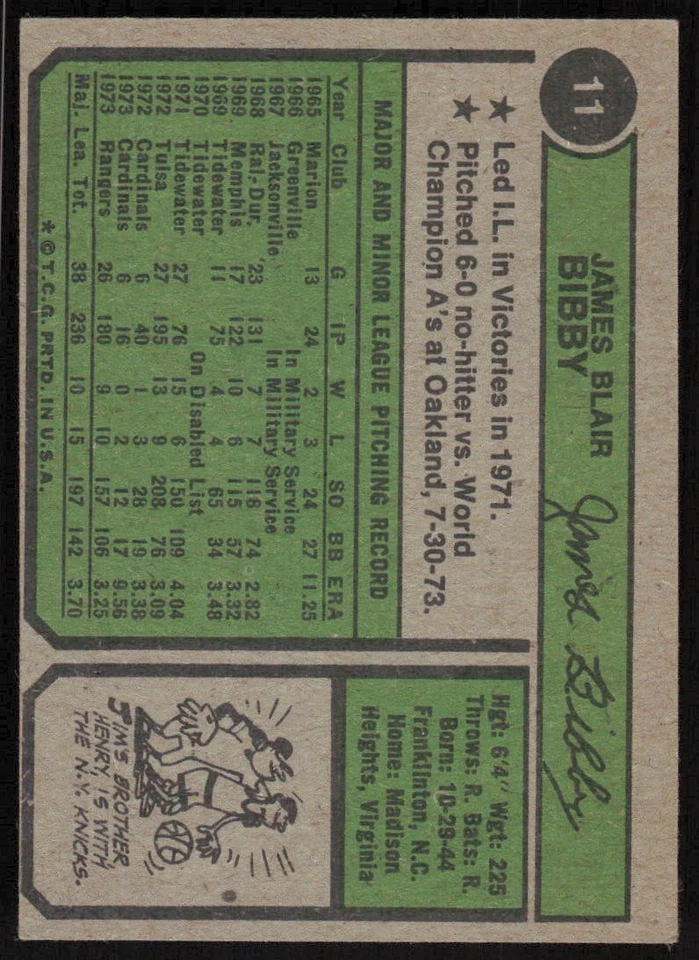 11
JAMES BLAIR
BIBBY
James Bibby
★ Led I.L. in Victories in 1971.
★ Pitched 6-0 no-hitter vs. World
Champion A's at Oakland, 7-30-73.
MAJOR AND MINOR LEAGUE PITCHING RECORD
Year Club G IP W L SO BB ERA
1965 Marion 13 24 2 3 24 27 11.25
1966 Greenville In Military Service
1967 Jacksonville In Military Service
1968 Ral.-Dur. 23 131 7 7 118 74 2.82
1969 Memphis 17 122 10 6 115 57 3.32
1969 Tidewater 11 75 4 4 65 34 3.48
1970 Tidewater On Disabled List
1971 Tidewater 27 76 15 6 150 109 4.04
1972 Tulsa 27 195 13 9 208 76 3.09
1972 Cardinals 6 40 1 3 28 19 3.38
1973 Cardinals 6 16 0 2 12 17 9.56
1973 Rangers 26 180 9 10 157 106 3.25
Maj. Lea. Tot. 38 236 10 15 197 142 3.70
* © T.C.G. PRTD. IN U.S.A.
Hgt: 6'4" Wgt: 225
Throws: R. Bats: R.
Born: 10-29-44
Franklinton, N.C.
Home: Madison
Heights, Virginia
JIM'S BROTHER
HENRY, IS WITH
THE N.Y. KNICKS.